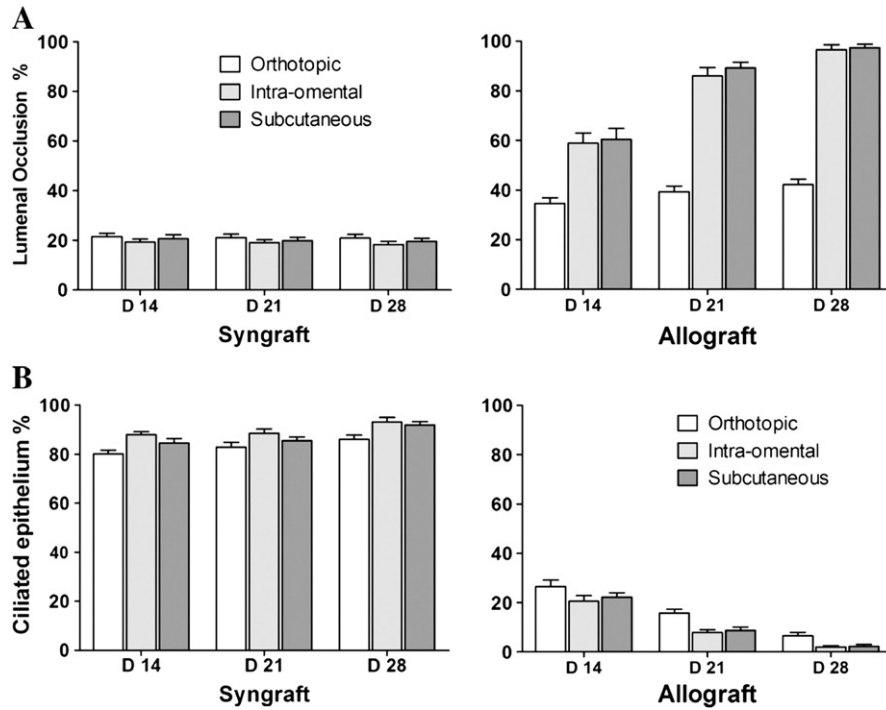 A
Lumenal Occlusion %
100
80
60
40
20
0
Orthotopic
Intra-omental
Subcutaneous
D 14
D 21
D 28
Syngraft
100
80
60
40
20
0
D 14
D 21
D 28
Allograft
B
Ciliated epithelium %
100
80
60
40
20
0
D 14
D 21
D 28
Syngraft
100
80
60
40
20
0
Orthotopic
Intra-omental
Subcutaneous
D 14
D 21
D 28
Allograft